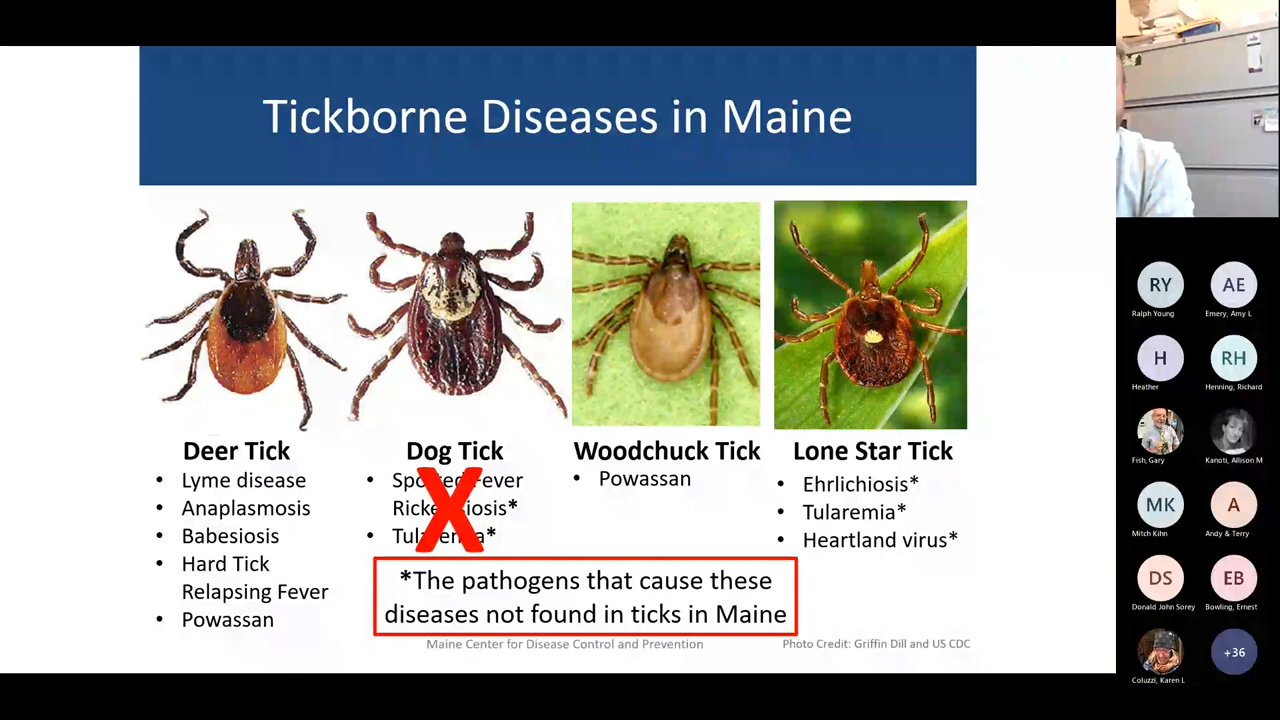 Tickborne Diseases in Maine
Deer Tick
• Lyme disease
• Anaplasmosis
• Babesiosis
• Hard Tick
Relapsing Fever
• Powassan
Dog Tick
• Spotted Fever
Rickettsiosis*
• Tularemia*
X
Woodchuck Tick
• Powassan
Lone Star Tick
• Ehrlichiosis*
• Tularemia*
• Heartland virus*
*The pathogens that cause these
diseases not found in ticks in Maine
Maine Center for Disease Control and Prevention
Photo Credit: Griffin Dill and US CDC
RY
Ralph Young
AE
Emery, Amy L
H
Heather
RH
Henning, Richard
Fish, Gary
Kanoti, Allison M
MK
Mitch Kihn
A
Andy & Terry
DS
Donald John Sorey
EB
Bowling, Ernest
Coluzzi, Karen L
+36